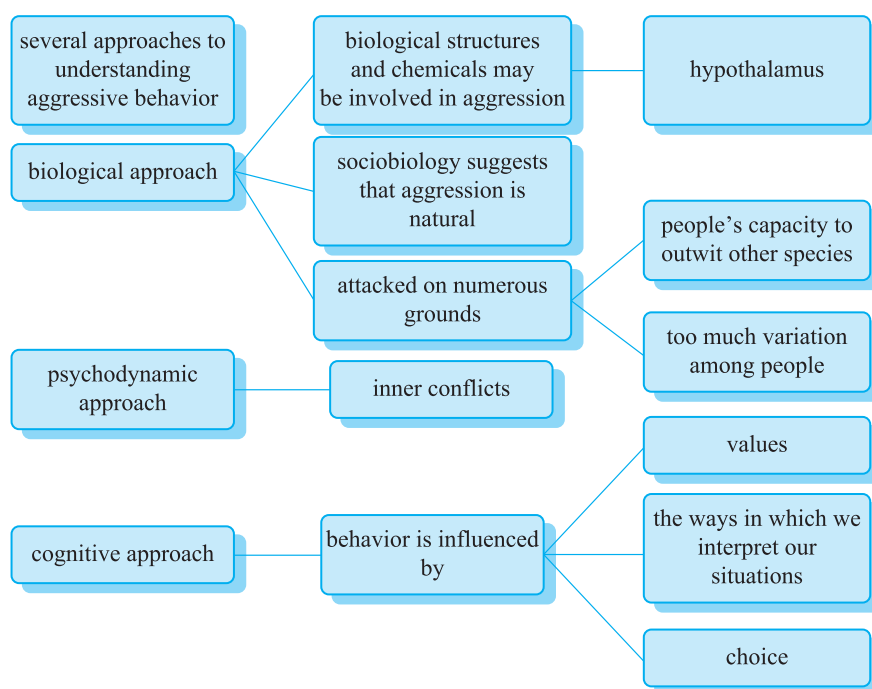 several approaches to
understanding
aggressive behavior
biological structures
and chemicals may
be involved in aggression
hypothalamus
biological approach
sociobiology suggests
that aggression is
natural
attacked on numerous
grounds
people’s capacity to
outwit other species
too much variation
among people
psychodynamic
approach
inner conflicts
cognitive approach
behavior is influenced
by
values
the ways in which we
interpret our
situations
choice